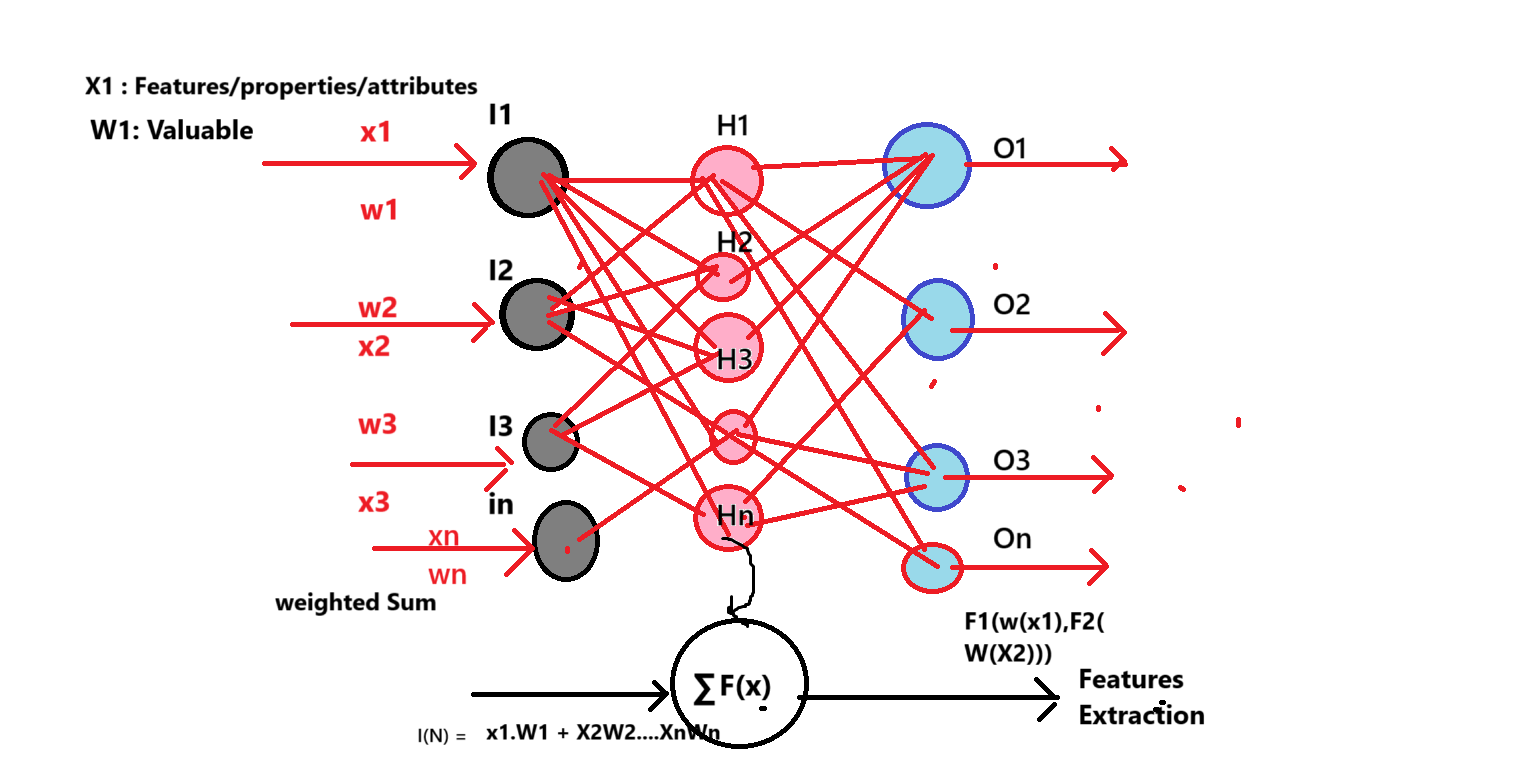 X1 : Features/properties/attributes
W1: Valuable
x1
w1
I1
H1
O1
w2
x2
I2
H2
O2
H3
w3
x3
I3
O3
in
xn
wn
Hn
On
weighted Sum
F1(w(x1),F2(
W(X2)))
∑F(x)
Features
Extraction
I(N) = x1.W1 + X2W2....XnWn